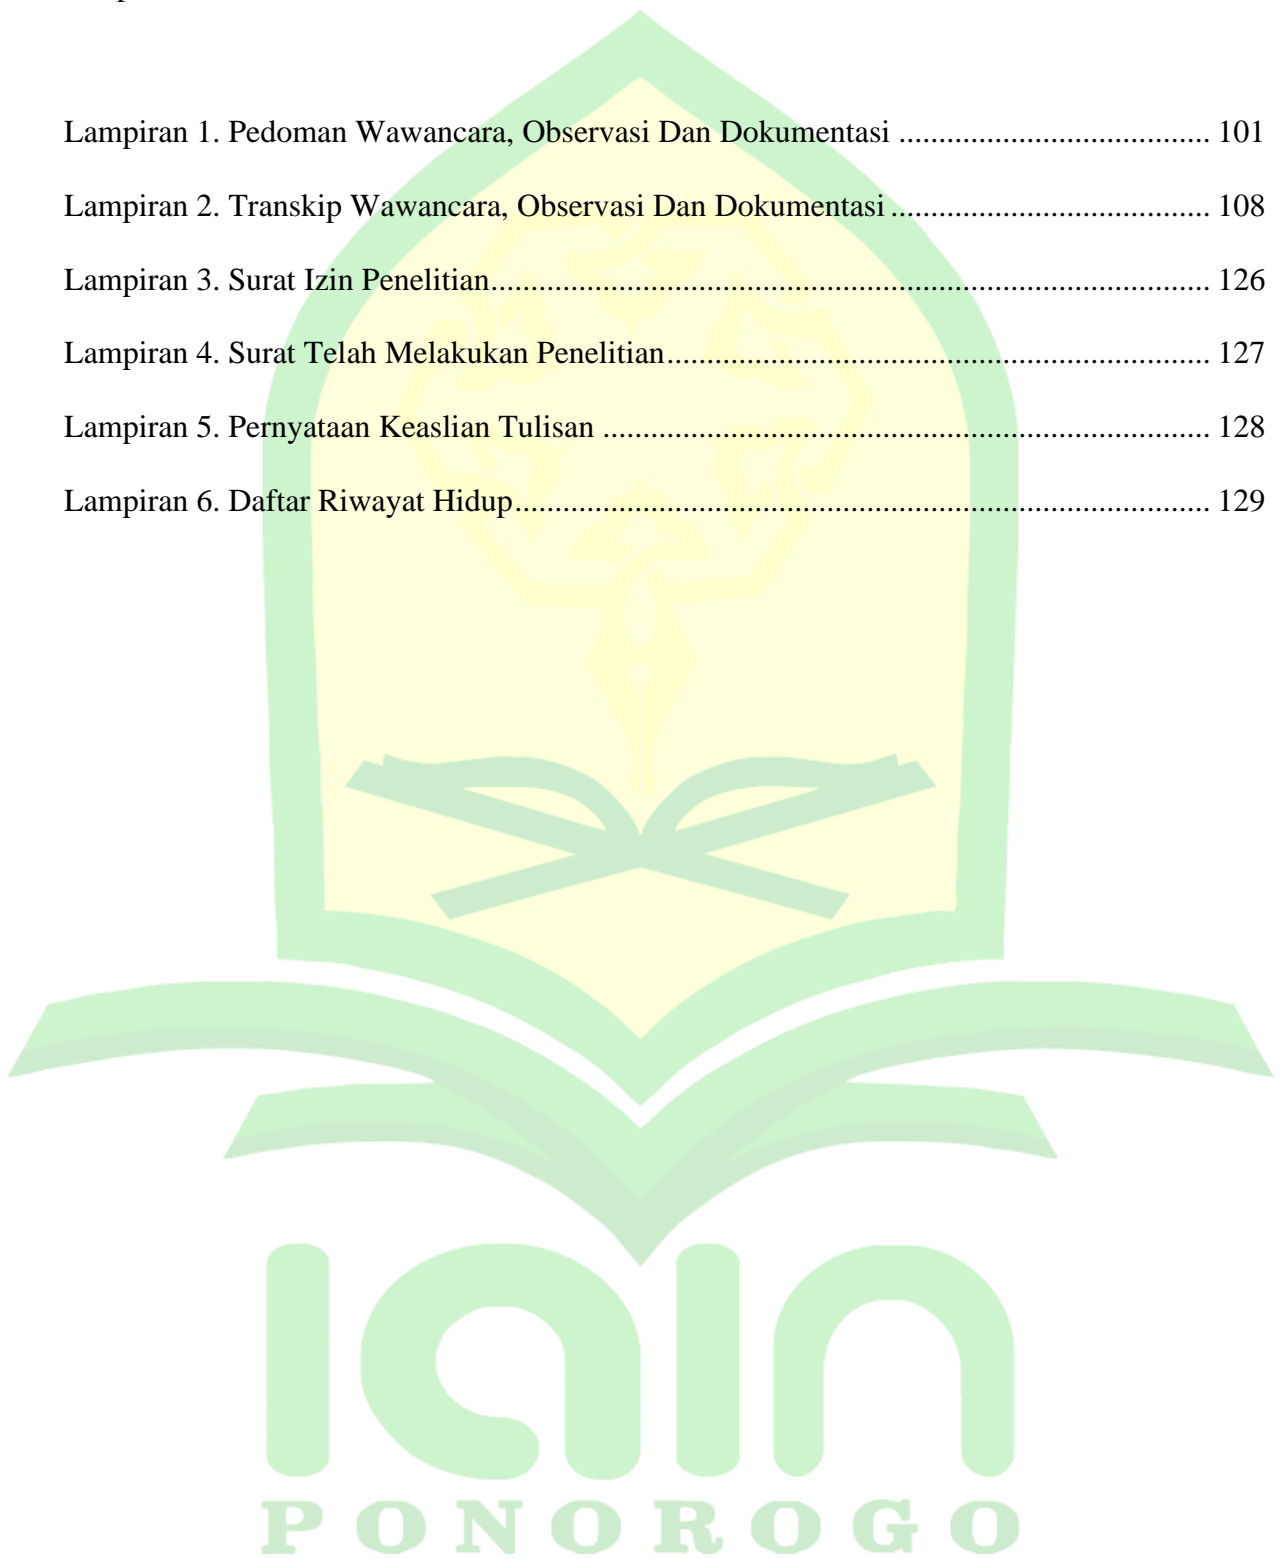 Lampiran 1. Pedoman Wawancara, Observasi Dan Dokumentasi .................................. 101
Lampiran 2. Transkip Wawancara, Observasi Dan Dokumentasi ................................... 108
Lampiran 3. Surat Izin Penelitian............................................................................. 126
Lampiran 4. Surat Telah Melakukan Penelitian.......................................................... 127
Lampiran 5. Pernyataan Keaslian Tulisan ................................................................. 128
Lampiran 6. Daftar Riwayat Hidup.......................................................................... 129
IAIN
PONOROGO